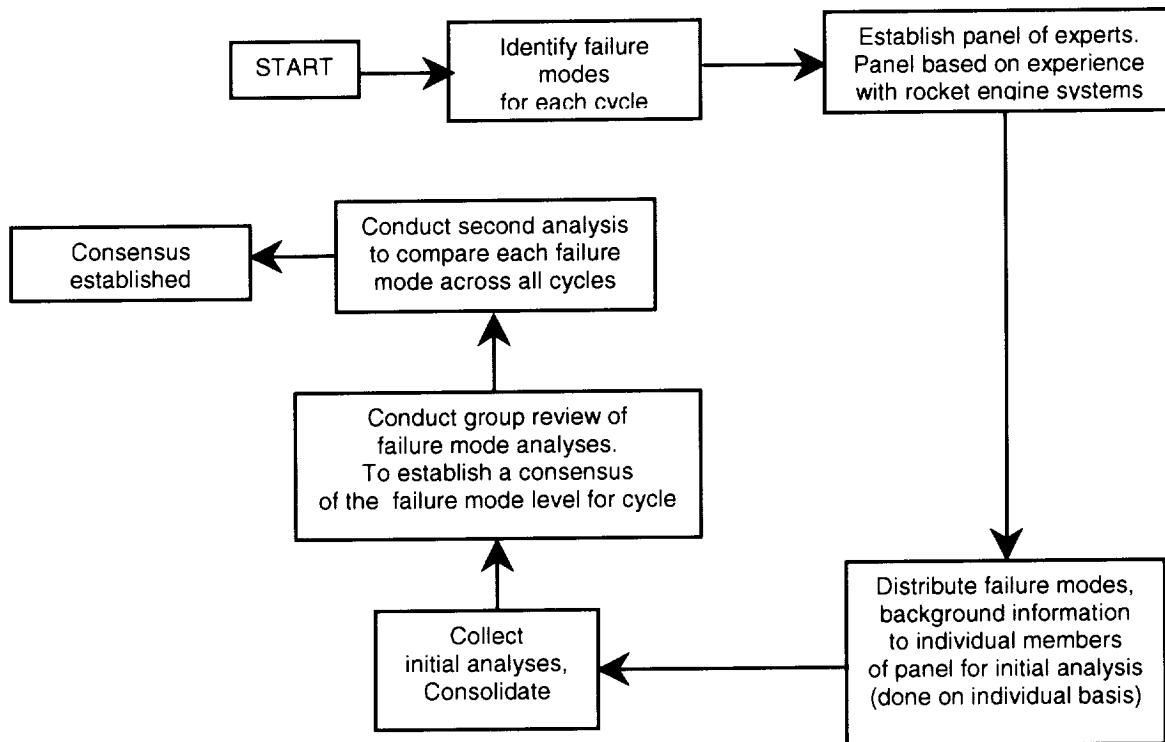 START
Identify failure
modes
for each cycle
Establish panel of experts.
Panel based on experience
with rocket engine systems
Distribute failure modes,
background information
to individual members
of panel for initial analysis
(done on individual basis)
Collect
initial analyses,
Consolidate
Conduct group review of
failure mode analyses.
To establish a consensus
of the failure mode level for cycle
Conduct second analysis
to compare each failure
mode across all cycles
Consensus
established